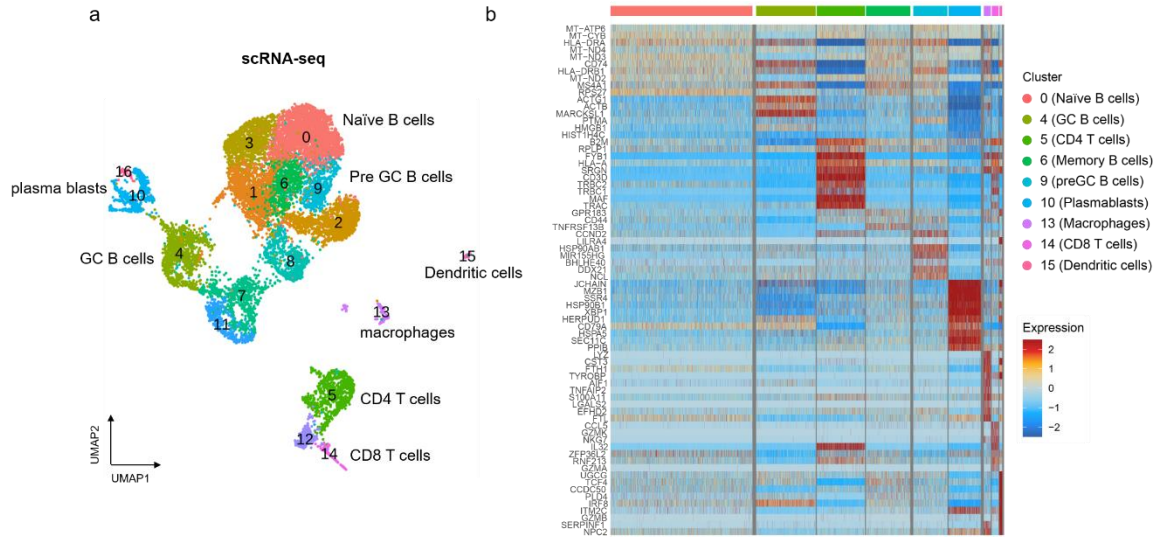 a
b
scRNA-seq
Naïve B cells
Pre GC B cells
plasma blasts
GC B cells
Dendritic cells
macrophages
CD4 T cells
CD8 T cells
0
3
1
6
9
2
16
10
4
8
7
11
15
13
5
12
14
UMAP2
UMAP1
MT-ATP6
MT-CYB
HLA-DRA
MT-ND4
MT-ND3
CD74
HLA-DRB1
MT-ND2
MS4A1
RPS27
ACTG1
ACTB
MARCKSL1
PTMA
HMGB1
HIST1H4C
B2M
RPLP1
FYB1
HLA-A
SRGN
CD3D
TRBC2
TRBC1
MAF
TRAC
GPR183
CD44
TNFRSF13B
CCND2
LILRA4
HSP90AB1
MIR155HG
BHLHE40
DDX21
NCL
JCHAIN
MZB1
SSR4
HSP90B1
XBP1
HERPUD1
CD79A
HSPA5
SEC11C
PPIB
LYZ
CST3
FTH1
TYROBP
AIF1
TNFAIP2
S100A11
LGALS2
EFHD2
FTL
CCL5
GZMK
NKG7
IL32
ZFP36L2
RNF213
GZMA
UGCG
TCF4
CCDC50
PLD4
IRF8
ITM2C
GZMB
SERPINF1
NPC2
Cluster
0 (Naïve B cells)
4 (GC B cells)
5 (CD4 T cells)
6 (Memory B cells)
9 (preGC B cells)
10 (Plasmablasts)
13 (Macrophages)
14 (CD8 T cells)
15 (Dendritic cells)
Expression
2
1
0
−1
−2